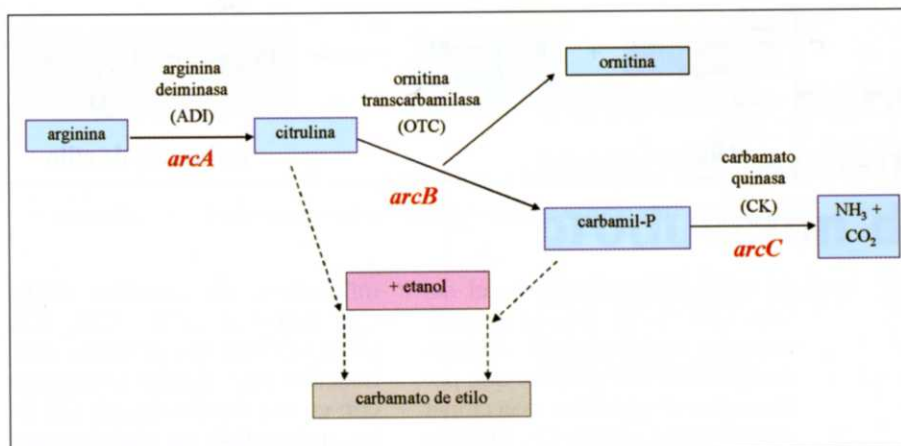 arginina
deiminasa
(ADI)
ornitina
transcarbamilasa
(OTC)
ornitina
arginina
citrulina
arcA
arcB
carbamato
quinasa
(CK)
carbamil-P
arcC
NH₃ +
CO₂
+ etanol
carbamato de etilo